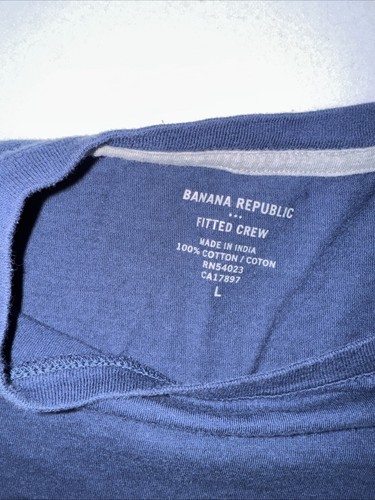 BANANA REPUBLIC
•••
FITTED CREW
MADE IN INDIA
100% COTTON / COTON
RN54023
CA17897
L